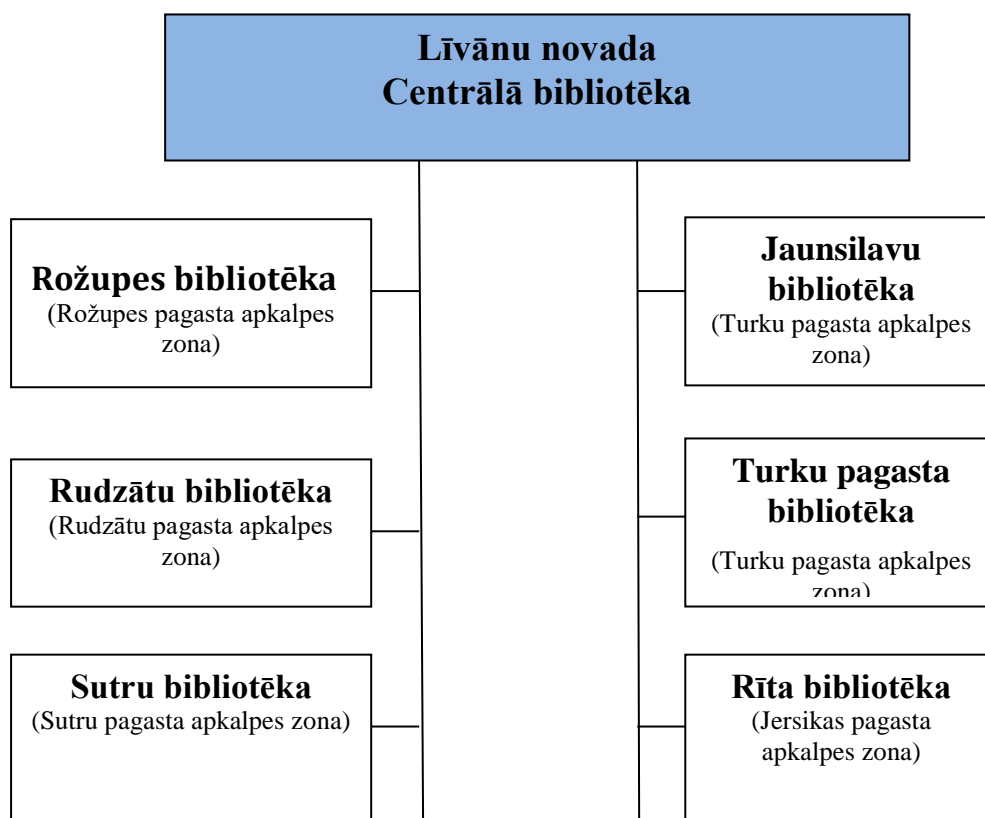 Līvānu novada
Centrālā bibliotēka
Rožupes bibliotēka
(Rožupes pagasta apkalpes
zona)
Jaunsilavu
bibliotēka
(Turku pagasta apkalpes
zona)
Rudzātu bibliotēka
(Rudzātu pagasta apkalpes
zona)
Turku pagasta
bibliotēka
(Turku pagasta apkalpes
zona)
Sutru bibliotēka
(Sutru pagasta apkalpes zona)
Rīta bibliotēka
(Jersikas pagasta
apkalpes zona)